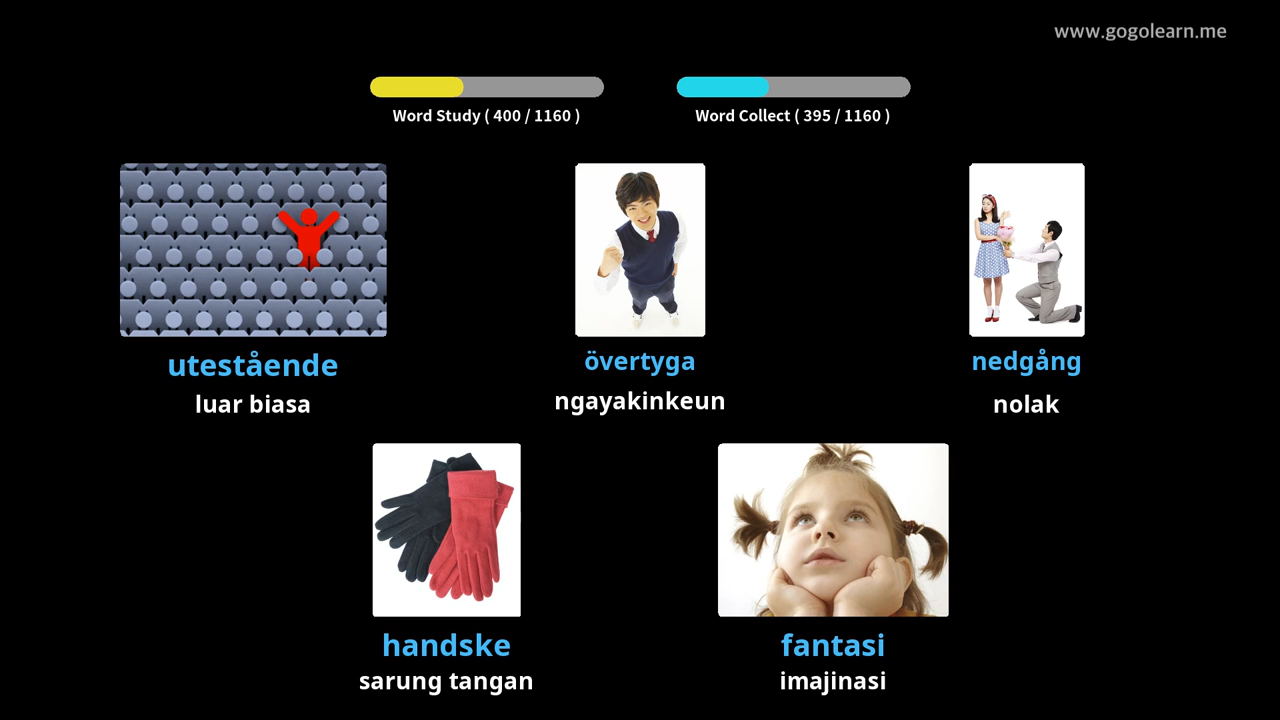 www.gogolearn.me
Word Study ( 400 / 1160 )
Word Collect ( 395 / 1160 )
utestående
övertyga
nedgång
luar biasa
ngayakinkeun
nolak
handske
fantasi
sarung tangan
imajinasi